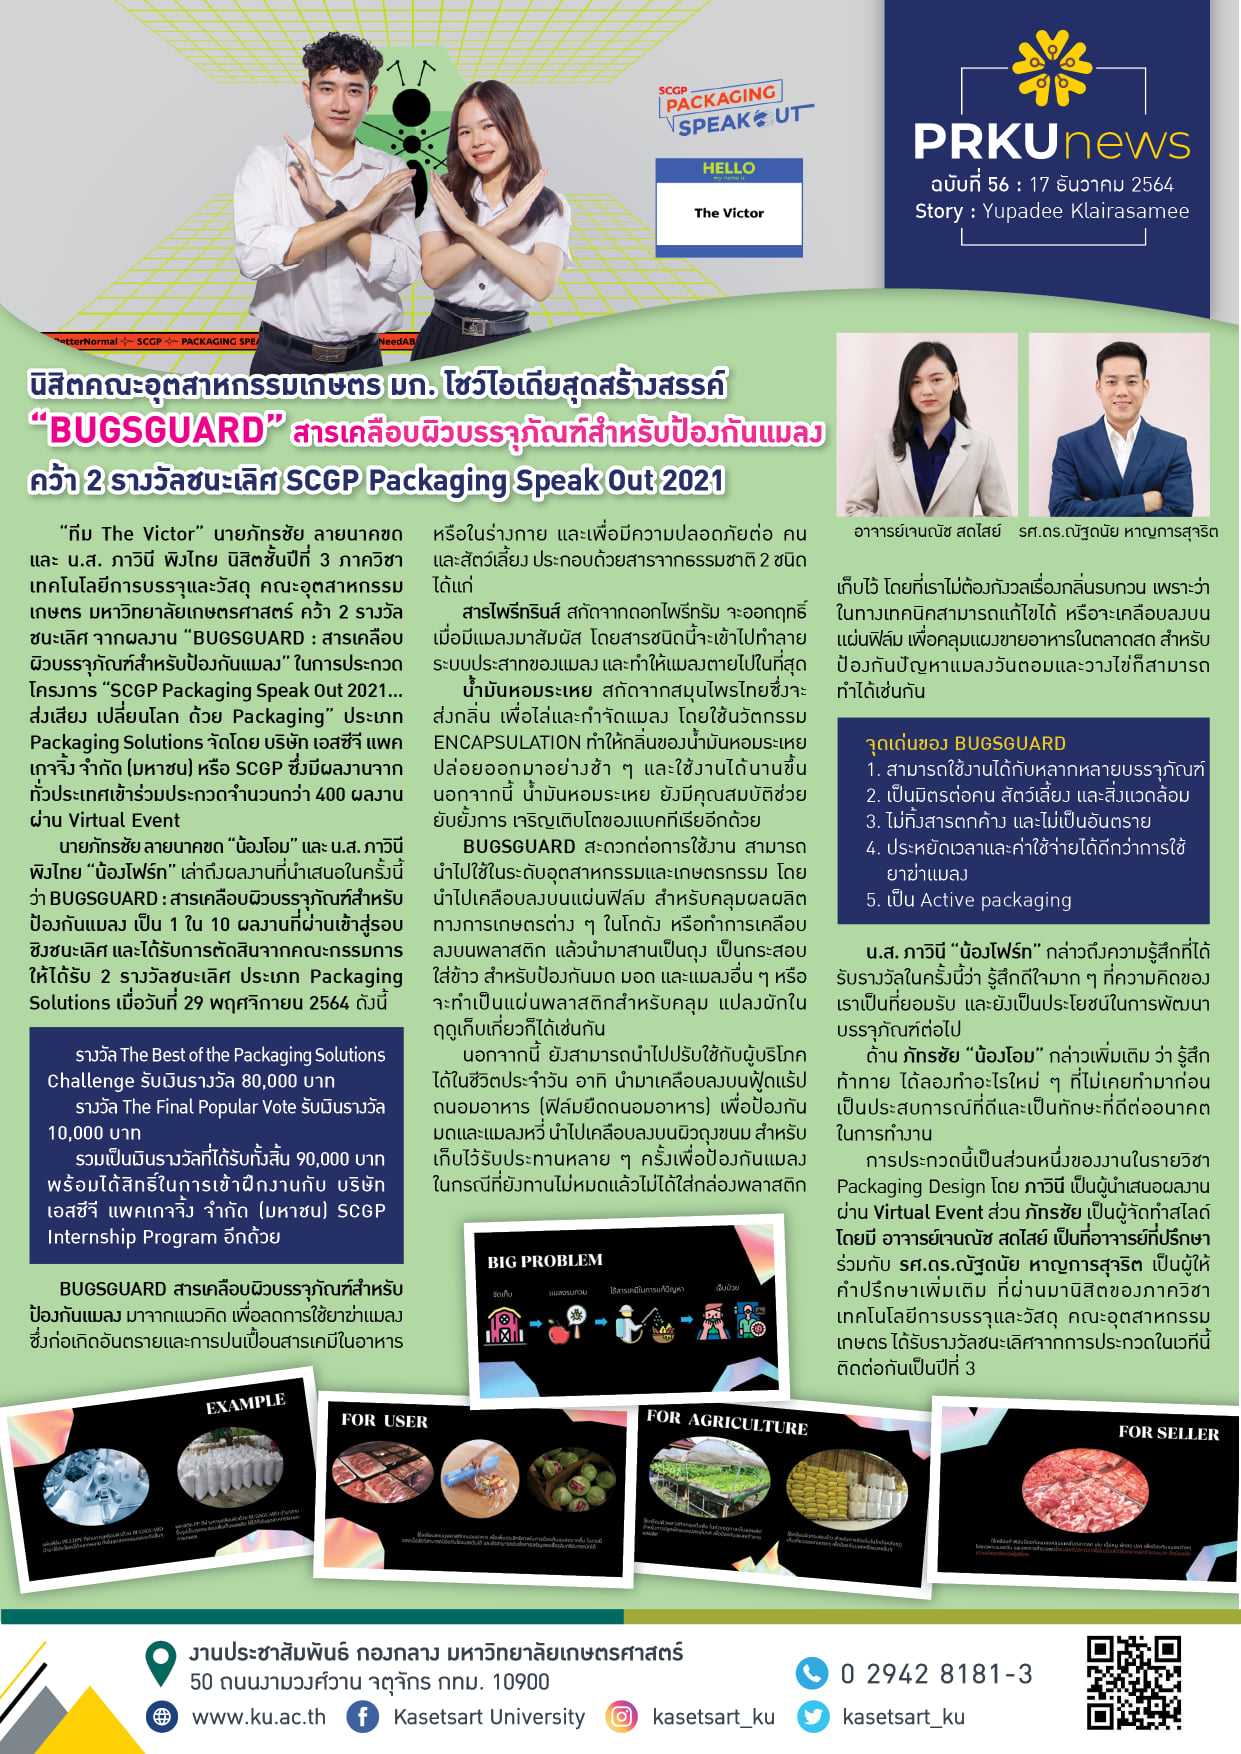 SCGP
PACKAGING
SPEAK OUT
HELLO
my name is
The Victor
PRKUnews
ฉบับที่ 56 : 17 ธันวาคม 2564
Story : Yupadee Klairasamee
etterNormal SCGP PACKAGING SPEA
NeedAB
นิสิตคณะอุตสาหกรรมเกษตร มก. โชว์ไอเดียสุดสร้างสรรค์
“BUGSGUARD” สารเคลือบผิวบรรจุภัณฑ์สำหรับป้องกันแมลง
คว้า 2 รางวัลชนะเลิศ SCGP Packaging Speak Out 2021
อาจารย์เจนณัช สดไสย์
รศ.ดร.ณัฐดนัย หาญการสุจริต
“ทีม The Victor” นายภัทรชัย ลายนาคขด
และ น.ส. ภาวินี พิงไทย นิสิตชั้นปีที่ 3 ภาควิชา
เทคโนโลยีการบรรจุและวัสดุ คณะอุตสาหกรรม
เกษตร มหาวิทยาลัยเกษตรศาสตร์ คว้า 2 รางวัล
ชนะเลิศ จากผลงาน “BUGSGUARD : สารเคลือบ
ผิวบรรจุภัณฑ์สำหรับป้องกันแมลง” ในการประกวด
โครงการ “SCGP Packaging Speak Out 2021...
ส่งเสียง เปลี่ยนโลก ด้วย Packaging” ประเภท
Packaging Solutions จัดโดย บริษัท เอสซีจี แพค
เกจจิ้ง จำกัด (มหาชน) หรือ SCGP ซึ่งมีผลงานจาก
ทั่วประเทศเข้าร่วมประกวดจำนวนกว่า 400 ผลงาน
ผ่าน Virtual Event
นายภัทรชัย ลายนาคขด “น้องโอม” และ น.ส. ภาวินี
พิงไทย “น้องโฟร์ท” เล่าถึงผลงานที่นำเสนอในครั้งนี้
ว่า BUGSGUARD : สารเคลือบผิวบรรจุภัณฑ์สำหรับ
ป้องกันแมลง เป็น 1 ใน 10 ผลงานที่ผ่านเข้าสู่รอบ
ชิงชนะเลิศ และได้รับการตัดสินจากคณะกรรมการ
ให้ได้รับ 2 รางวัลชนะเลิศ ประเภท Packaging
Solutions เมื่อวันที่ 29 พฤศจิกายน 2564 ดังนี้
รางวัล The Best of the Packaging Solutions
Challenge รับเงินรางวัล 80,000 บาท
รางวัล The Final Popular Vote รับเงินรางวัล
10,000 บาท
รวมเป็นเงินรางวัลที่ได้รับทั้งสิ้น 90,000 บาท
พร้อมได้สิทธิ์ในการเข้าฝึกงานกับ บริษัท
เอสซีจี แพคเกจจิ้ง จำกัด (มหาชน) SCGP
Internship Program อีกด้วย
BUGSGUARD สารเคลือบผิวบรรจุภัณฑ์สำหรับ
ป้องกันแมลง มาจากแนวคิด เพื่อลดการใช้ยาฆ่าแมลง
ซึ่งก่อเกิดอันตรายและการปนเปื้อนสารเคมีในอาหาร
หรือในร่างกาย และเพื่อมีความปลอดภัยต่อ คน
และสัตว์เลี้ยง ประกอบด้วยสารจากธรรมชาติ 2 ชนิด
ได้แก่
สารไพรีทรินส์ สกัดจากดอกไพรีทรัม จะออกฤทธิ์
เมื่อมีแมลงมาสัมผัส โดยสารชนิดนี้จะเข้าไปทำลาย
ระบบประสาทของแมลง และทำให้แมลงตายไปในที่สุด
น้ำมันหอมระเหย สกัดจากสมุนไพรไทยซึ่งจะ
ส่งกลิ่น เพื่อไล่และกำจัดแมลง โดยใช้นวัตกรรม
ENCAPSULATION ทำให้กลิ่นของน้ำมันหอมระเหย
ปล่อยออกมาอย่างช้า ๆ และใช้งานได้นานขึ้น
นอกจากนี้ น้ำมันหอมระเหย ยังมีคุณสมบัติช่วย
ยับยั้งการ เจริญเติบโตของแบคทีเรียอีกด้วย
BUGSGUARD สะดวกต่อการใช้งาน สามารถ
นำไปใช้ในระดับอุตสาหกรรมและเกษตรกรรม โดย
นำไปเคลือบลงบนแผ่นฟิล์ม สำหรับคลุมผลผลิต
ทางการเกษตรต่าง ๆ ในโกดัง หรือทำการเคลือบ
ลงบนพลาสติก แล้วนำมาสานเป็นถุง เป็นกระสอบ
ใส่ข้าว สำหรับป้องกันมด มอด และแมลงอื่น ๆ หรือ
จะทำเป็นแผ่นพลาสติกสำหรับคลุม แปลงผักใน
ฤดูเก็บเกี่ยวก็ได้เช่นกัน
นอกจากนี้ ยังสามารถนำไปปรับใช้กับผู้บริโภค
ได้ในชีวิตประจำวัน อาทิ นำมาเคลือบลงบนฟู้ดแร้ป
ถนอมอาหาร (ฟิล์มยืดถนอมอาหาร) เพื่อป้องกัน
มดและแมลงหวี่ นำไปเคลือบลงบนผิวถุงขนม สำหรับ
เก็บไว้รับประทานหลาย ๆ ครั้งเพื่อป้องกันแมลง
ในกรณีที่ยังทานไม่หมดแล้วไม่ได้ใส่กล่องพลาสติก
เก็บไว้ โดยที่เราไม่ต้องกังวลเรื่องกลิ่นรบกวน เพราะว่า
ในทางเทคนิคสามารถแก้ไขได้ หรือจะเคลือบลงบน
แผ่นฟิล์ม เพื่อคลุมแผงขายอาหารในตลาดสด สำหรับ
ป้องกันปัญหาแมลงวันตอมและวางไข่ก็สามารถ
ทำได้เช่นกัน
จุดเด่นของ BUGSGUARD
1. สามารถใช้งานได้กับหลากหลายบรรจุภัณฑ์
2. เป็นมิตรต่อคน สัตว์เลี้ยง และสิ่งแวดล้อม
3. ไม่ทิ้งสารตกค้าง และไม่เป็นอันตราย
4. ประหยัดเวลาและค่าใช้จ่ายได้ดีกว่าการใช้
ยาฆ่าแมลง
5. เป็น Active packaging
น.ส. ภาวินี “น้องโฟร์ท” กล่าวถึงความรู้สึกที่ได้
รับรางวัลในครั้งนี้ว่า รู้สึกดีใจมาก ๆ ที่ความคิดของ
เราเป็นที่ยอมรับ และยังเป็นประโยชน์ในการพัฒนา
บรรจุภัณฑ์ต่อไป
ด้าน ภัทรชัย “น้องโอม” กล่าวเพิ่มเติม ว่า รู้สึก
ท้าทาย ได้ลองทำอะไรใหม่ ๆ ที่ไม่เคยทำมาก่อน
เป็นประสบการณ์ที่ดีและเป็นทักษะที่ดีต่ออนาคต
ในการทำงาน
การประกวดนี้เป็นส่วนหนึ่งของงานในรายวิชา
Packaging Design โดย ภาวินี เป็นผู้นำเสนอผลงาน
ผ่าน Virtual Event ส่วน ภัทรชัย เป็นผู้จัดทำสไลด์
โดยมี อาจารย์เจนณัช สดไสย์ เป็นที่อาจารย์ที่ปรึกษา
ร่วมกับ รศ.ดร.ณัฐดนัย หาญการสุจริต เป็นผู้ให้
คำปรึกษาเพิ่มเติม ที่ผ่านมานิสิตของภาควิชา
เทคโนโลยีการบรรจุและวัสดุ คณะอุตสาหกรรม
เกษตร ได้รับรางวัลชนะเลิศจากการประกวดในเวทีนี้
ติดต่อกันเป็นปีที่ 3
BIG PROBLEM
จัดเก็บ
แมลงรบกวน
ใช้สารเคมีในการแก้ปัญหา
เจ็บป่วย
EXAMPLE
FOR USER
FOR AGRICULTURE
FOR SELLER
งานประชาสัมพันธ์ กองกลาง มหาวิทยาลัยเกษตรศาสตร์
50 ถนนงามวงศ์วาน จตุจักร กทม. 10900
0 2942 8181-3
www.ku.ac.th
Kasetsart University
kasetsart_ku
kasetsart_ku